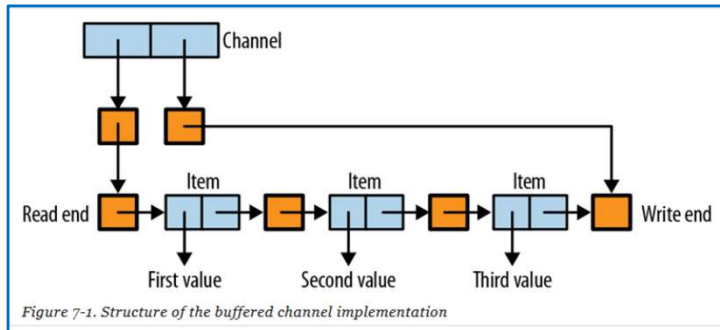 Channel
Item Item Item
Read end Write end
First value Second value Third value
Figure 7-1. Structure of the buffered channel implementation